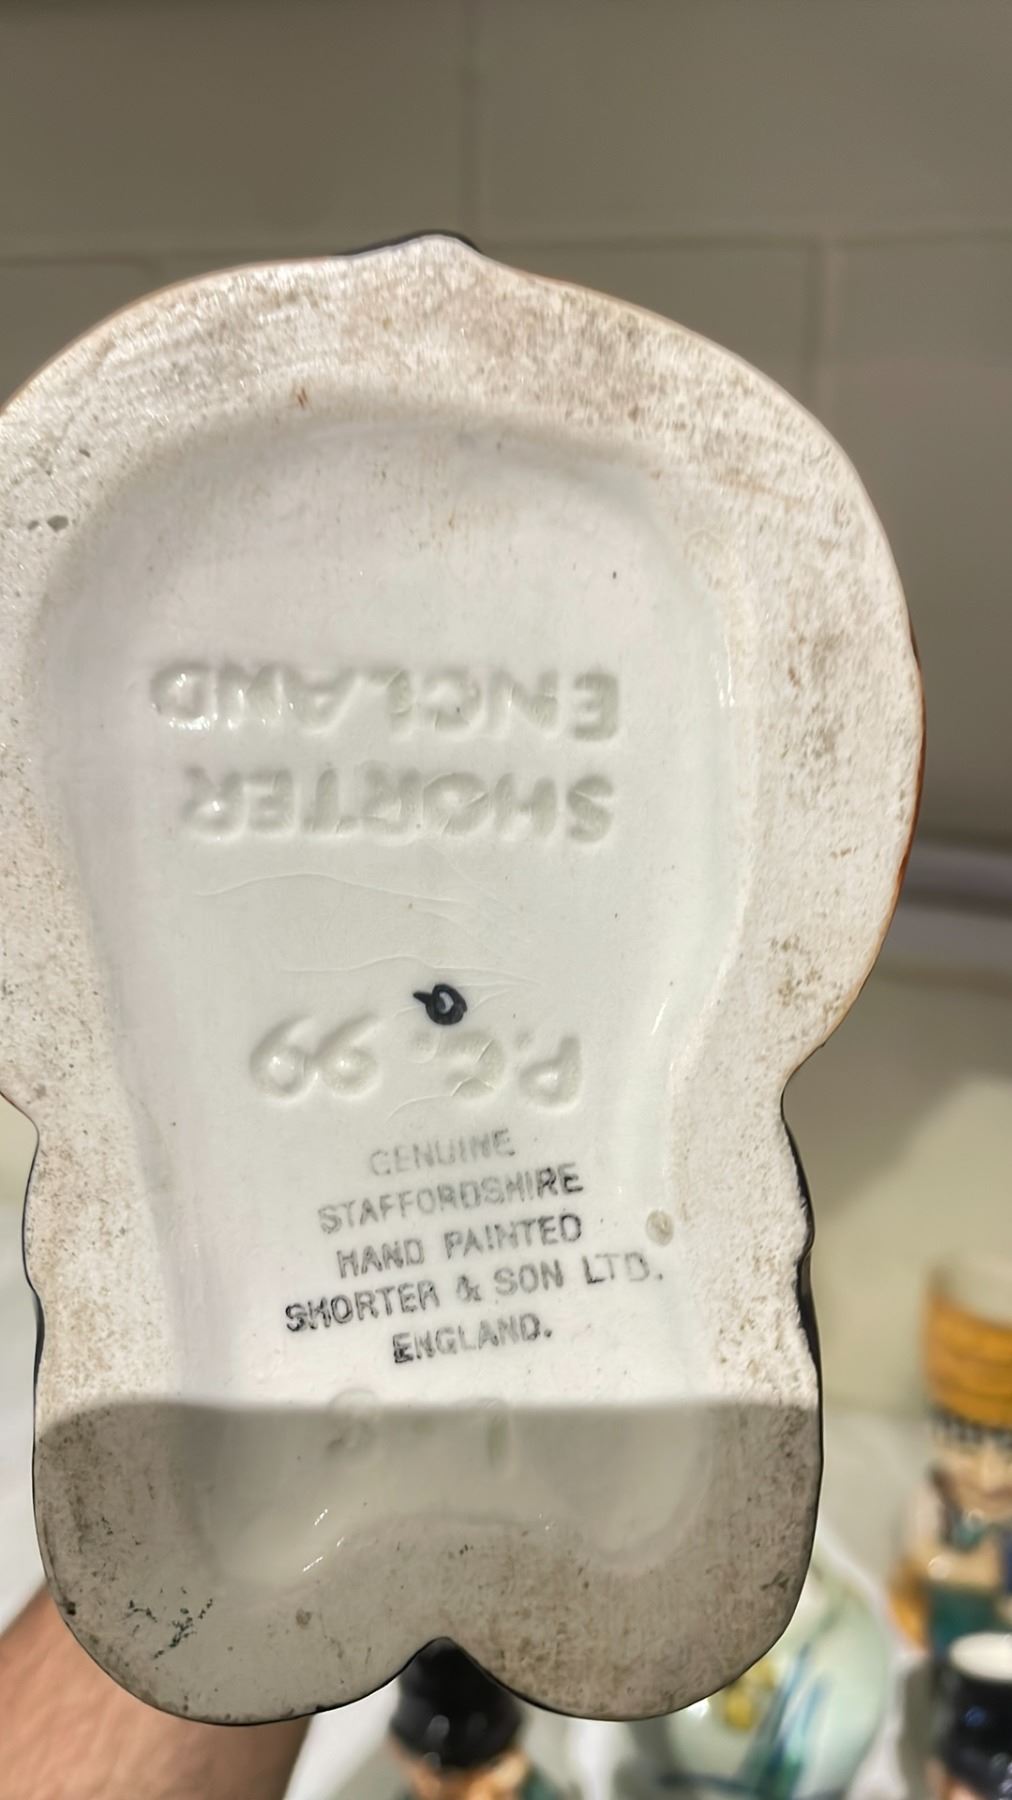 SHORTER
ENGLAND
P.C. 99
GENUINE
STAFFORDSHIRE
HAND PAINTED
SHORTER & SON LTD.
ENGLAND.